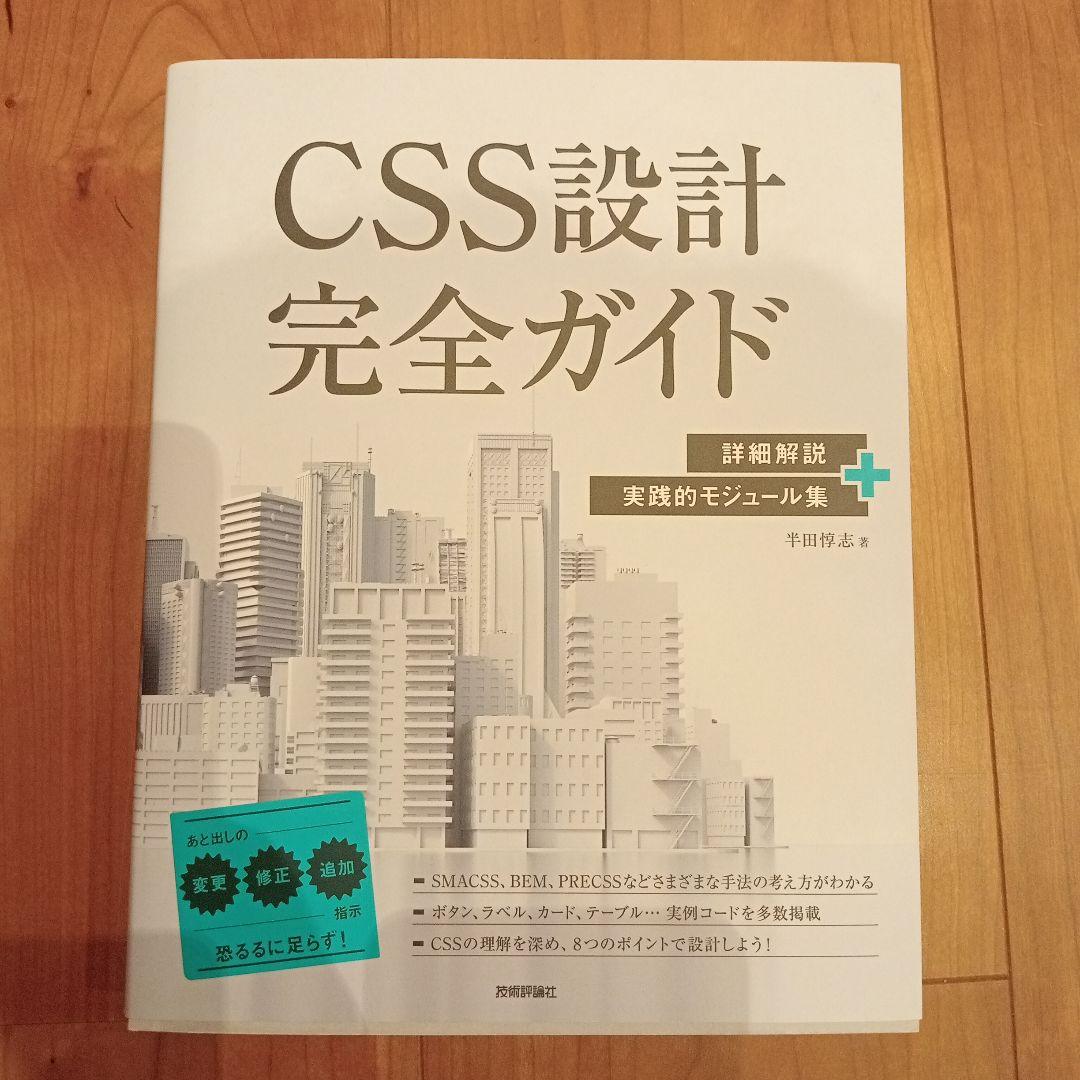 CSS設計
完全ガイド
詳細解説
+
実践的モジュール集
半田惇志 著
あと出しの
変更 修正 追加
指示
恐るるに足らず!
SMACSS、BEM、PRECSSなどさまざまな手法の考え方がわかる
ボタン、ラベル、カード、テーブル… 実例コードを多数掲載
CSSの理解を深め、8つのポイントで設計しよう!
技術評論社